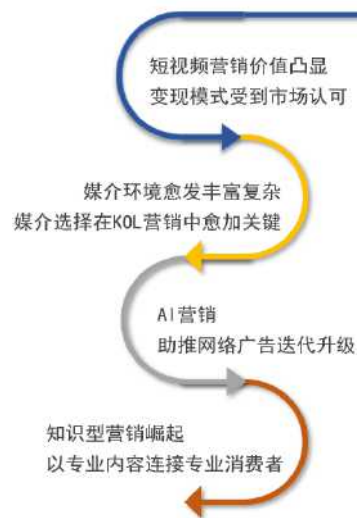 短视频营销价值凸显
变现模式受到市场认可
媒介环境愈发丰富复杂
媒介选择在KOL营销中愈加关键
AI营销
助推网络广告迭代升级
知识型营销崛起
以专业内容连接专业消费者